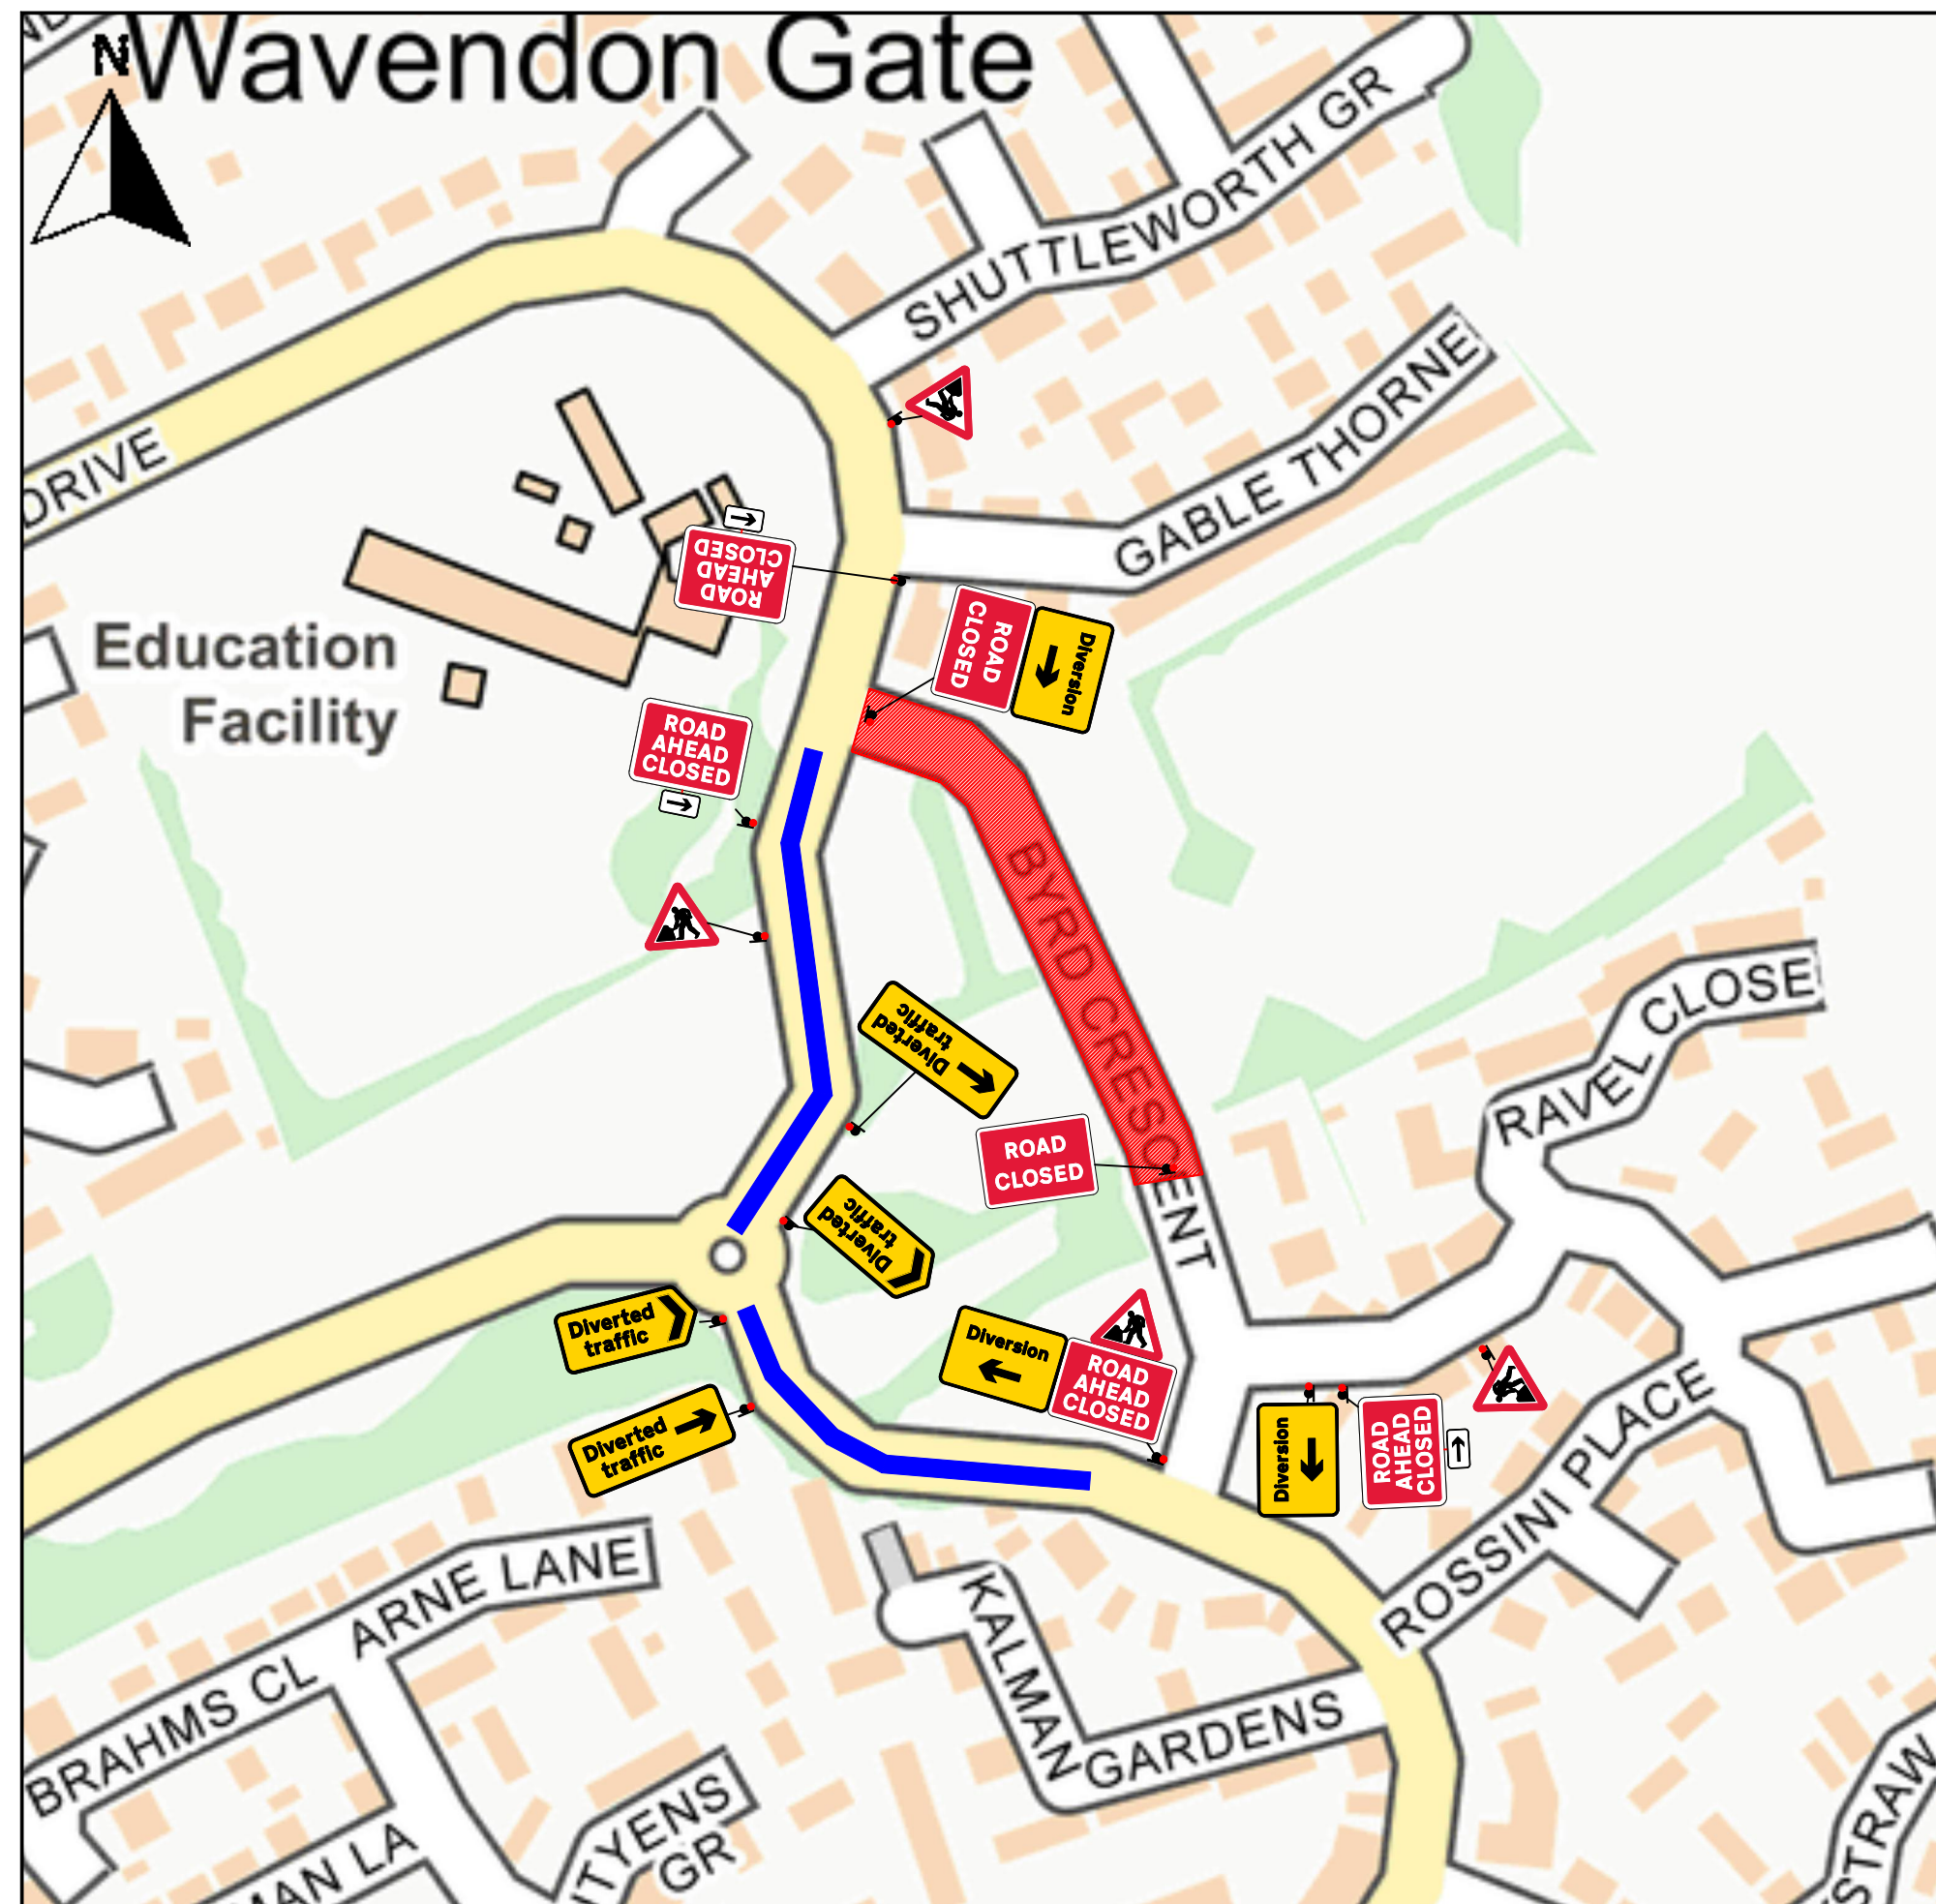 Wavendon Gate
N
SHUTTLEWORTH GR
DRIVE
GABLE THORNE
ROAD
AHEAD
CLOSED
ROAD
CLOSED
Diversion
Education
Facility
ROAD
AHEAD
CLOSED
BYRD CRESCENT
RAVEL CLOSE
Diverted
traffic
ROAD
CLOSED
Diverted
traffic
Diverted
traffic
Diversion
ROAD
AHEAD
CLOSED
Diverted
traffic
Diversion
ROAD
AHEAD
CLOSED
ROSSINI PLACE
ARNE LANE
KALMAN
GARDENS
BRAHMS CL
GR